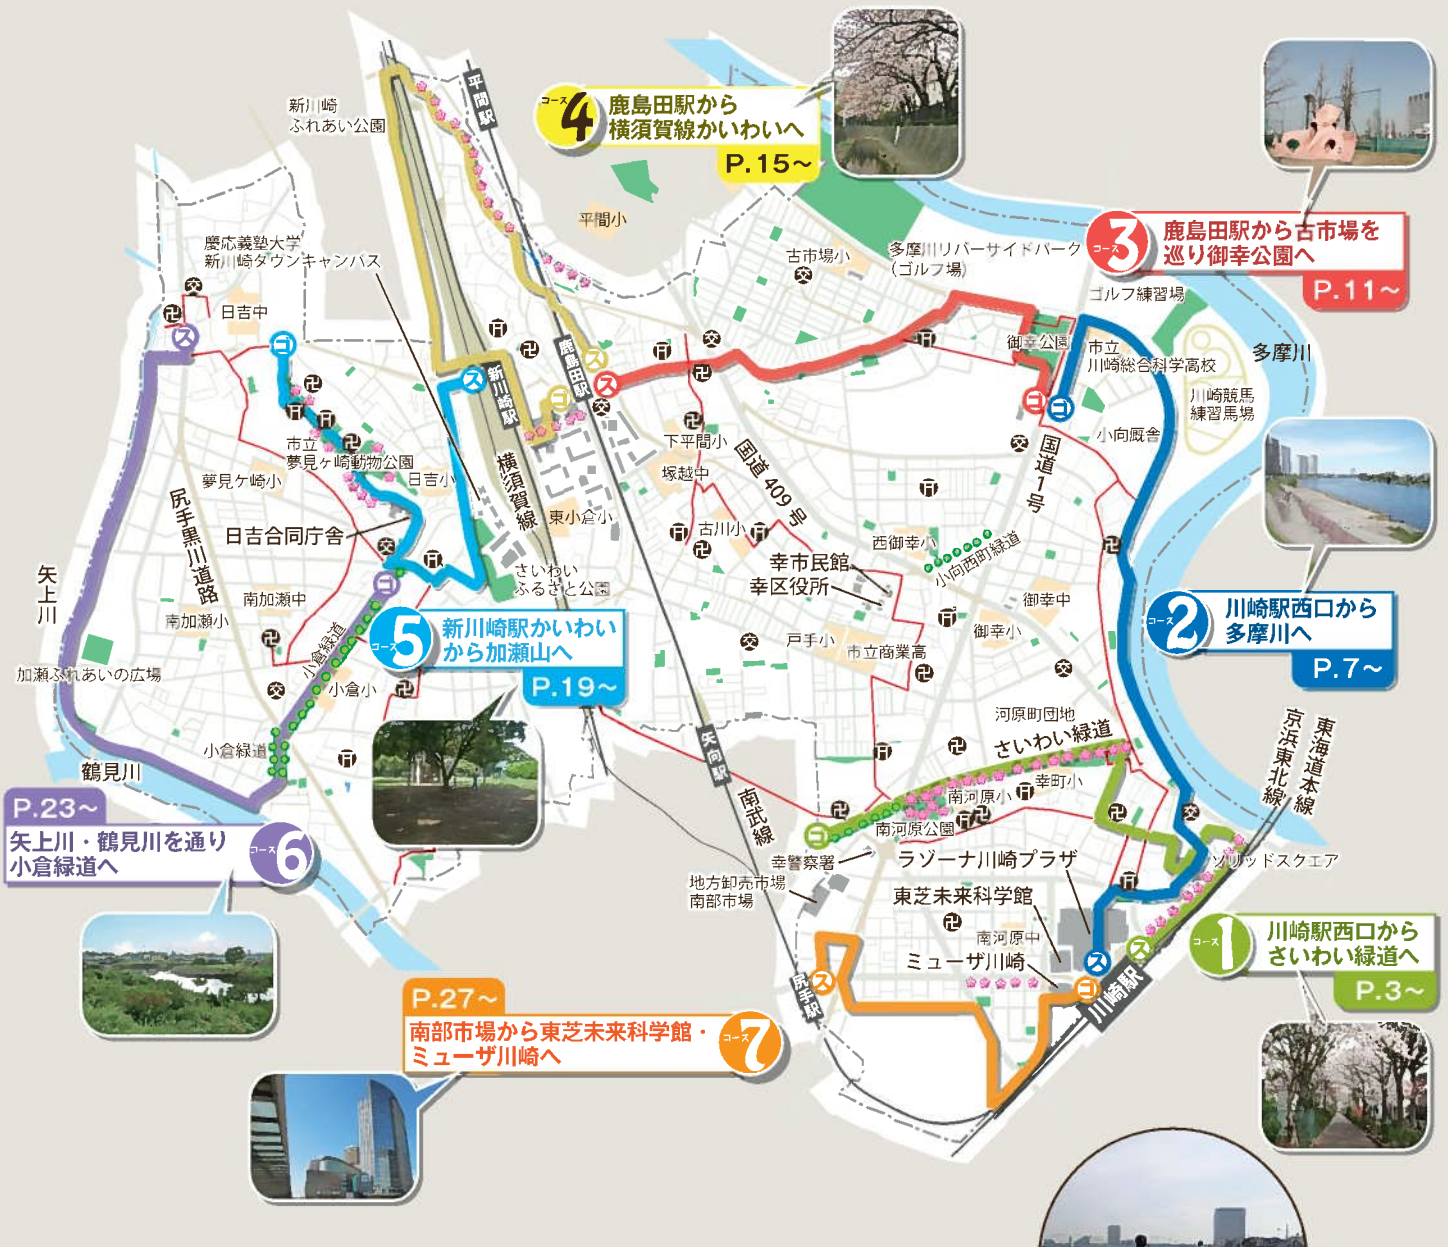 平間駅
コース4
鹿島田駅から
横須賀線かいわいへ
P.15～
新川崎
ふれあい公園
平間小
慶応義塾大学
新川崎タウンキャンパス
古市場小
多摩川リバーサイドパーク
(ゴルフ場)
コース3
鹿島田駅から古市場を
巡り御幸公園へ
P.11～
ゴルフ練習場
交
卍
日吉中
ス
ゴ
御幸公園
市立
川崎総合科学高校
多摩川
川崎競馬
練習馬場
鹿島田駅
新川崎駅
ス
ゴ
小向厩舎
市立
夢見ヶ崎動物公園
日吉小
夢見ヶ崎小
下平間小
塚越中
国道409号
国道1号
横須賀線
東小倉小
尻手黒川道路
日吉合同庁舎
古川小
西御幸小
小向西町緑道
幸市民館
幸区役所
さいわい
ふるさと公園
矢上川
南加瀬中
南加瀬小
御幸中
御幸小
コース2
川崎駅西口から
多摩川へ
P.7～
小倉緑道
コース5
新川崎駅かいわい
から加瀬山へ
P.19～
戸手小
市立商業高
加瀬ふれあいの広場
小倉小
河原町団地
さいわい緑道
東海道本線
京浜東北線
小倉緑道
鶴見川
矢向駅
南武線
幸町小
南河原小
南河原公園
P.23～
矢上川・鶴見川を通り
小倉緑道へ
コース6
幸警察署
地方卸売市場
南部市場
ラゾーナ川崎プラザ
ソリッドスクエア
東芝未来科学館
南河原中
ミューザ川崎
コース1
川崎駅西口から
さいわい緑道へ
P.3～
川崎駅
尻手駅
ス
ゴ
P.27～
南部市場から東芝未来科学館・
ミューザ川崎へ
コース7